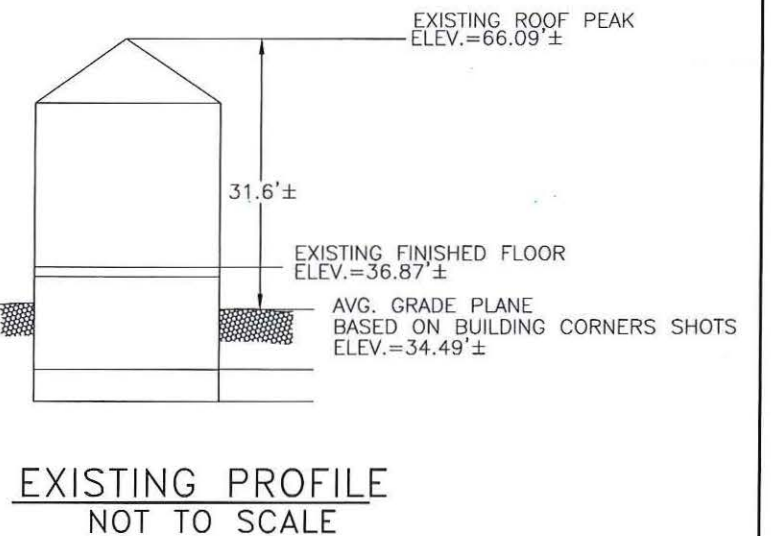 EXISTING ROOF PEAK
ELEV.=66.09'±
31.6'±
EXISTING FINISHED FLOOR
ELEV.=36.87'±
AVG. GRADE PLANE
BASED ON BUILDING CORNERS SHOTS
ELEV.=34.49'±
EXISTING PROFILE
NOT TO SCALE